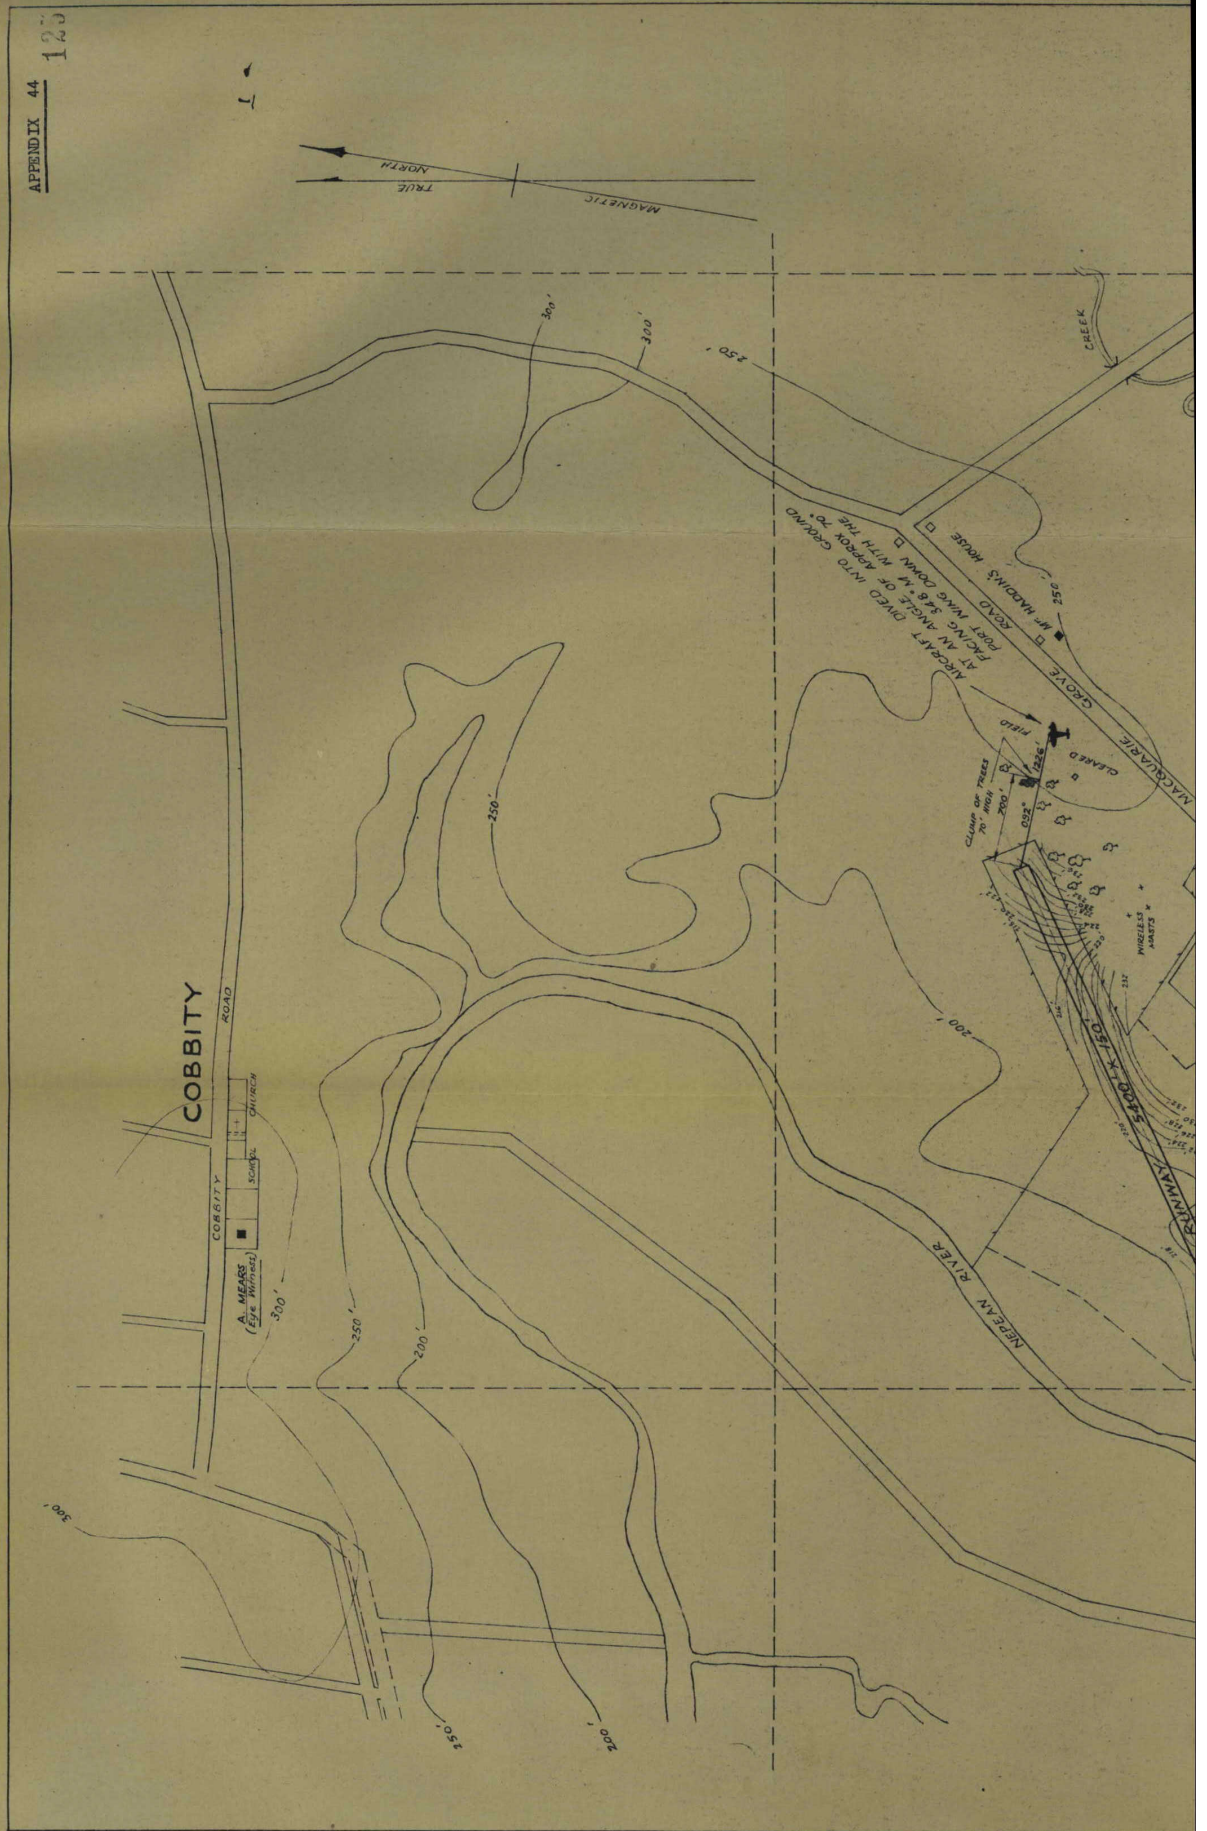 APPENDIX 44
TRUE
NORTH
MAGNETIC
COBBITY
COBBITY ROAD
CHURCH
SCHOOL
A. MEARS
(Eye Witness)
300'
300'
300'
300'
250'
250'
250'
250'
250'
200'
200'
200'
150'
NEPEAN RIVER
CREEK
MACQUARIE GROVE ROAD
Mr HADDIN'S HOUSE
AIRCRAFT DIVED INTO GROUND
AT AN ANGLE OF APPROX 70°
FACING 348° M WITH THE
PORT WING DOWN
CLEARED FIELD
CLUMP OF TREES
70' HIGH
700'
1226'
092°
WIRELESS
MASTS
RUNWAY 5400' X 150'